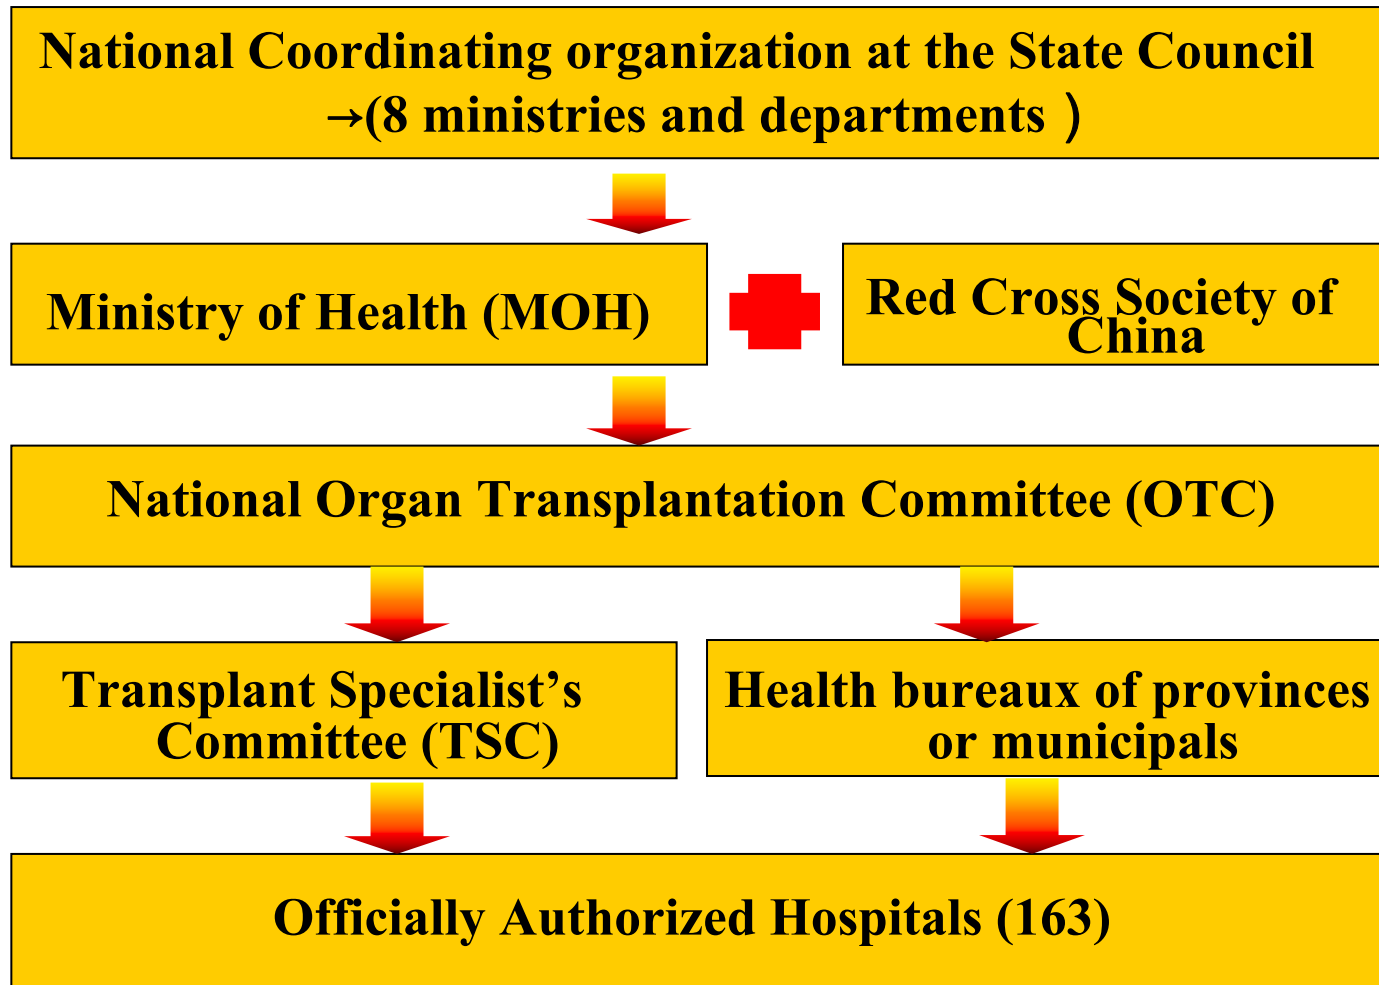 National Coordinating organization at the State Council
→(8 ministries and departments )
Ministry of Health (MOH)
Red Cross Society of
China
National Organ Transplantation Committee (OTC)
Transplant Specialist’s
Committee (TSC)
Health bureaux of provinces
or municipals
Officially Authorized Hospitals (163)